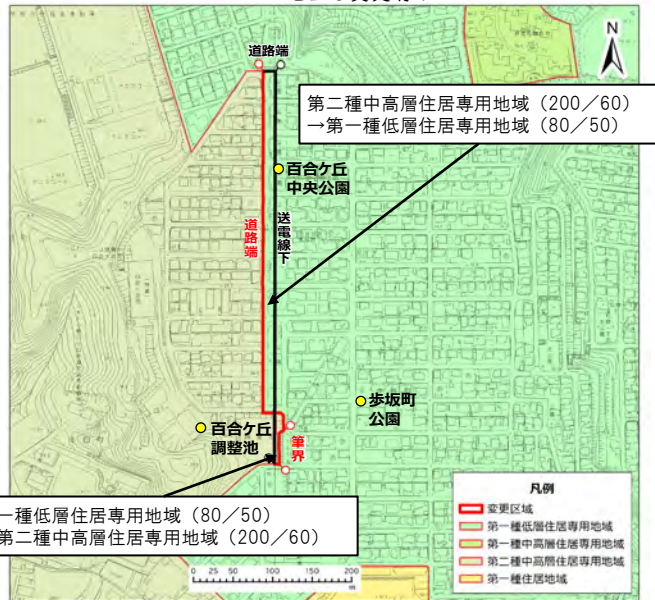 道路端
N
第二種中高層住居専用地域（200／60）
→第一種低層住居専用地域（80／50）
百合ケ丘
中央公園
道路端
送電線下
歩坂町
公園
百合ケ丘
調整池
筆界
一種低層住居専用地域（80／50）
第二種中高層住居専用地域（200／60）
凡例
変更区域
第一種低層住居専用地域
第一種中高層住居専用地域
第二種中高層住居専用地域
第一種住居地域
0 25 50 100 150 200
m